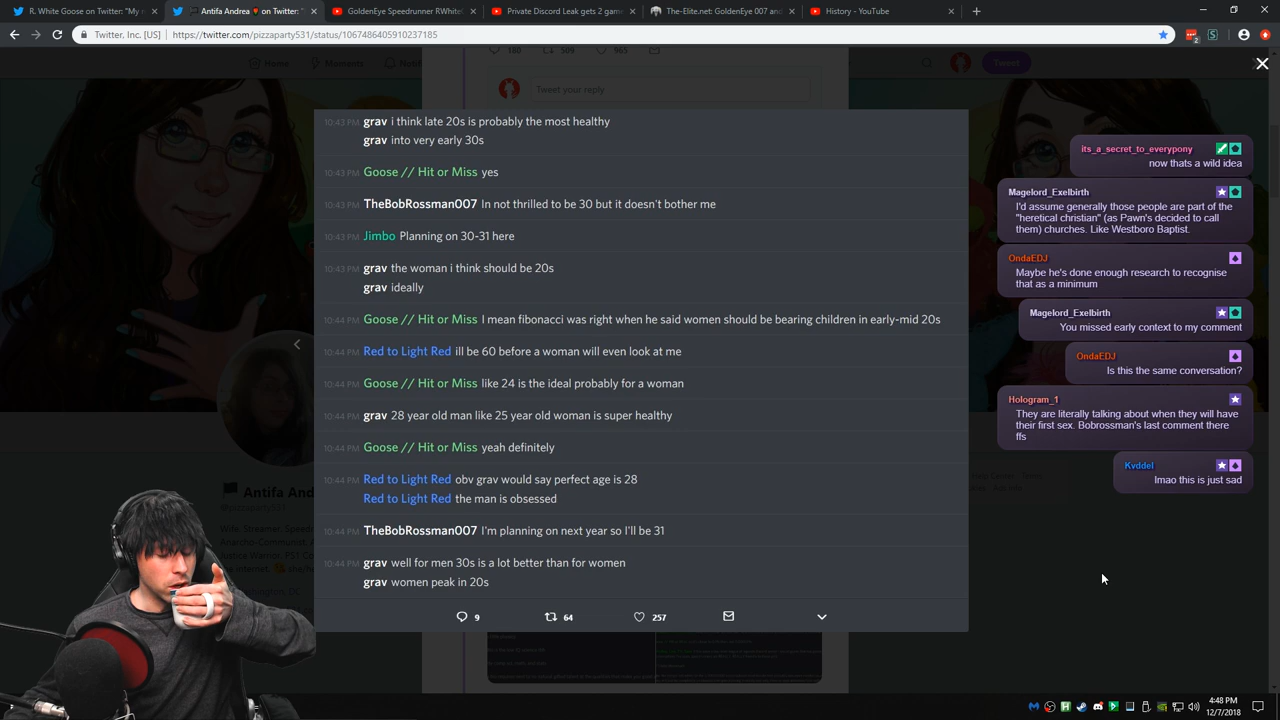 R. White Goose on Twitter: "My r
Antifa Andrea on Twitter: "
GoldenEye Speedrunner RWhiteG
Private Discord Leak gets 2 game
The-Elite.net: GoldenEye 007 and
History - YouTube
Twitter, Inc. [US] https://twitter.com/pizzaparty531/status/1067486405910237185
2
180 509 965
Home Moments Tweet
Tweet your reply
10:43 PM grav i think late 20s is probably the most healthy
grav into very early 30s
10:43 PM Goose // Hit or Miss yes
10:43 PM TheBobRossman007 In not thrilled to be 30 but it doesn't bother me
10:43 PM Jimbo Planning on 30-31 here
10:43 PM grav the woman i think should be 20s
grav ideally
10:44 PM Goose // Hit or Miss I mean fibonacci was right when he said women should be bearing children in early-mid 20s
10:44 PM Red to Light Red ill be 60 before a woman will even look at me
10:44 PM Goose // Hit or Miss like 24 is the ideal probably for a woman
10:44 PM grav 28 year old man like 25 year old woman is super healthy
10:44 PM Goose // Hit or Miss yeah definitely
10:44 PM Red to Light Red obv grav would say perfect age is 28
Red to Light Red the man is obsessed
10:44 PM TheBobRossman007 I'm planning on next year so I'll be 31
10:44 PM grav well for men 30s is a lot better than for women
grav women peak in 20s
9 64 257
its_a_secret_to_everypony
now thats a wild idea
Magelord_Exelbirth
I'd assume generally those people are part of the
"heretical christian" (as Pawn's decided to call
them) churches. Like Westboro Baptist.
OndaEDJ
Maybe he's done enough research to recognise
that as a minimum
Magelord_Exelbirth
You missed early context to my comment
OndaEDJ
Is this the same conversation?
Hologram_1
They are literally talking about when they will have
their first sex. Bobrossman's last comment there
ffs
Kvddel
lmao this is just sad
Antifa And
@pizzaparty531
4:48 PM
12/7/2018